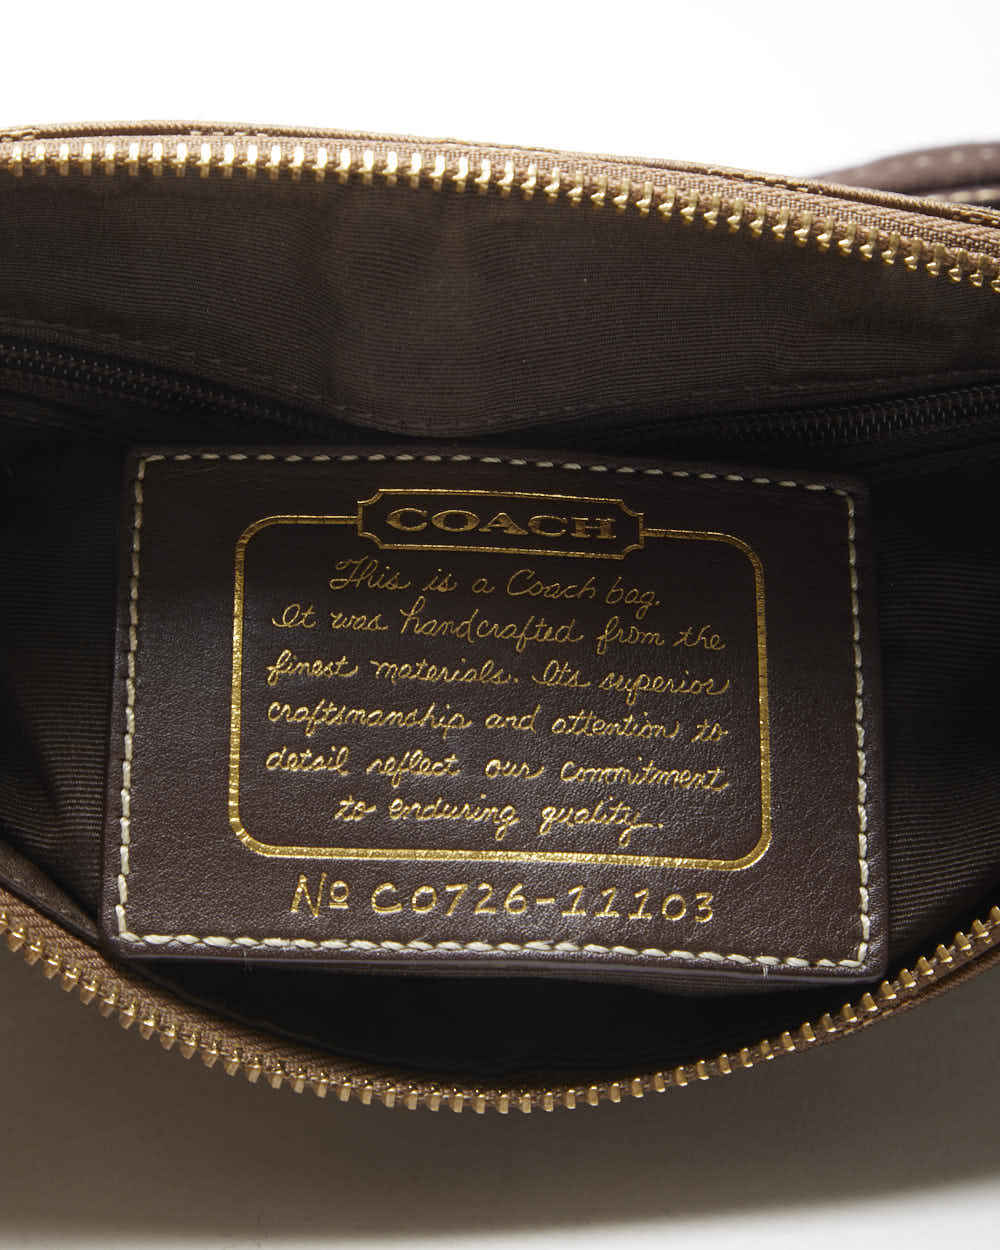 COACH
This is a Coach bag.
It was handcrafted from the
finest materials. Its superior
craftsmanship and attention to
detail reflect our commitment
to enduring quality.
Nº C0726-11103